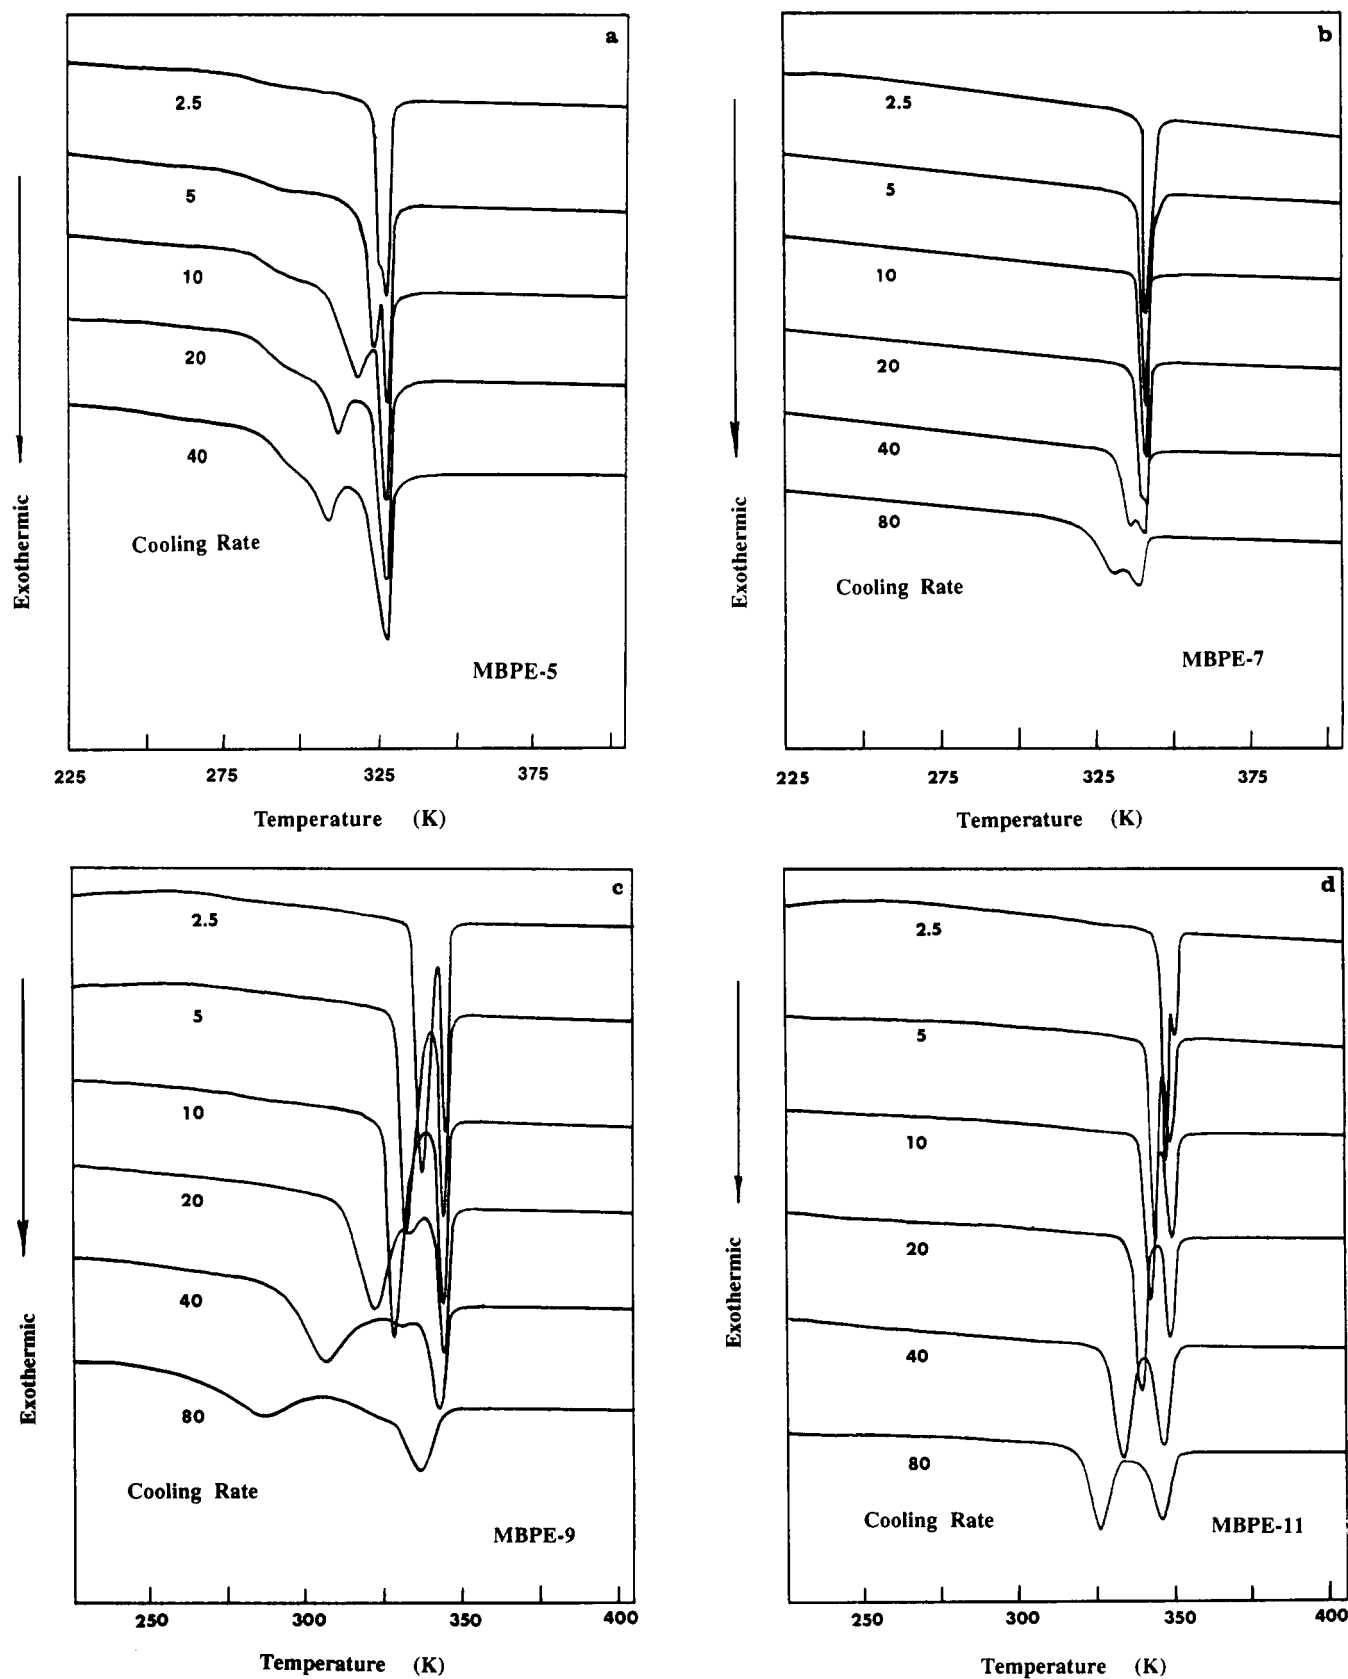 a
2.5
5
10
20
40
Cooling Rate
Exothermic
MBPE-5
225 275 325 375
Temperature (K)
b
2.5
5
10
20
40
80
Cooling Rate
Exothermic
MBPE-7
225 275 325 375
Temperature (K)
c
2.5
5
10
20
40
80
Cooling Rate
Exothermic
MBPE-9
250 300 350 400
Temperature (K)
d
2.5
5
10
20
40
80
Cooling Rate
Exothermic
MBPE-11
250 300 350 400
Temperature (K)